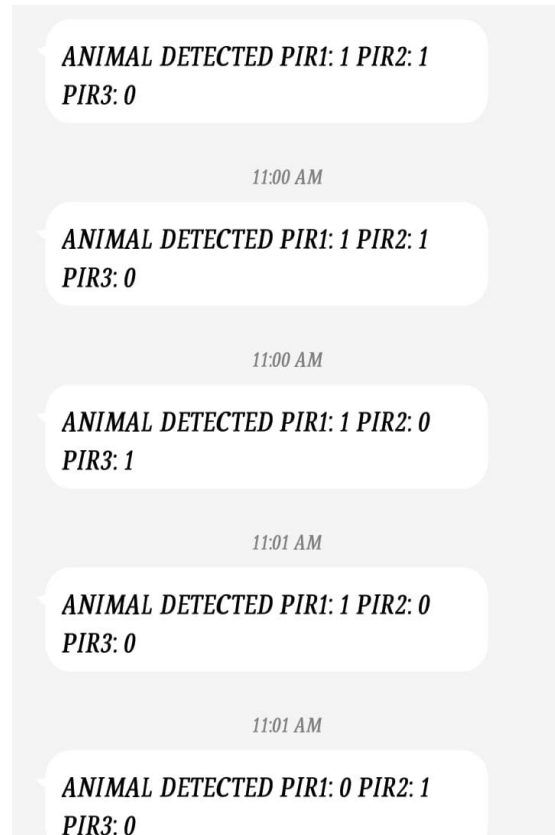 ANIMAL DETECTED PIR1: 1 PIR2: 1
PIR3: 0
11:00 AM
ANIMAL DETECTED PIR1: 1 PIR2: 1
PIR3: 0
11:00 AM
ANIMAL DETECTED PIR1: 1 PIR2: 0
PIR3: 1
11:01 AM
ANIMAL DETECTED PIR1: 1 PIR2: 0
PIR3: 0
11:01 AM
ANIMAL DETECTED PIR1: 0 PIR2: 1
PIR3: 0